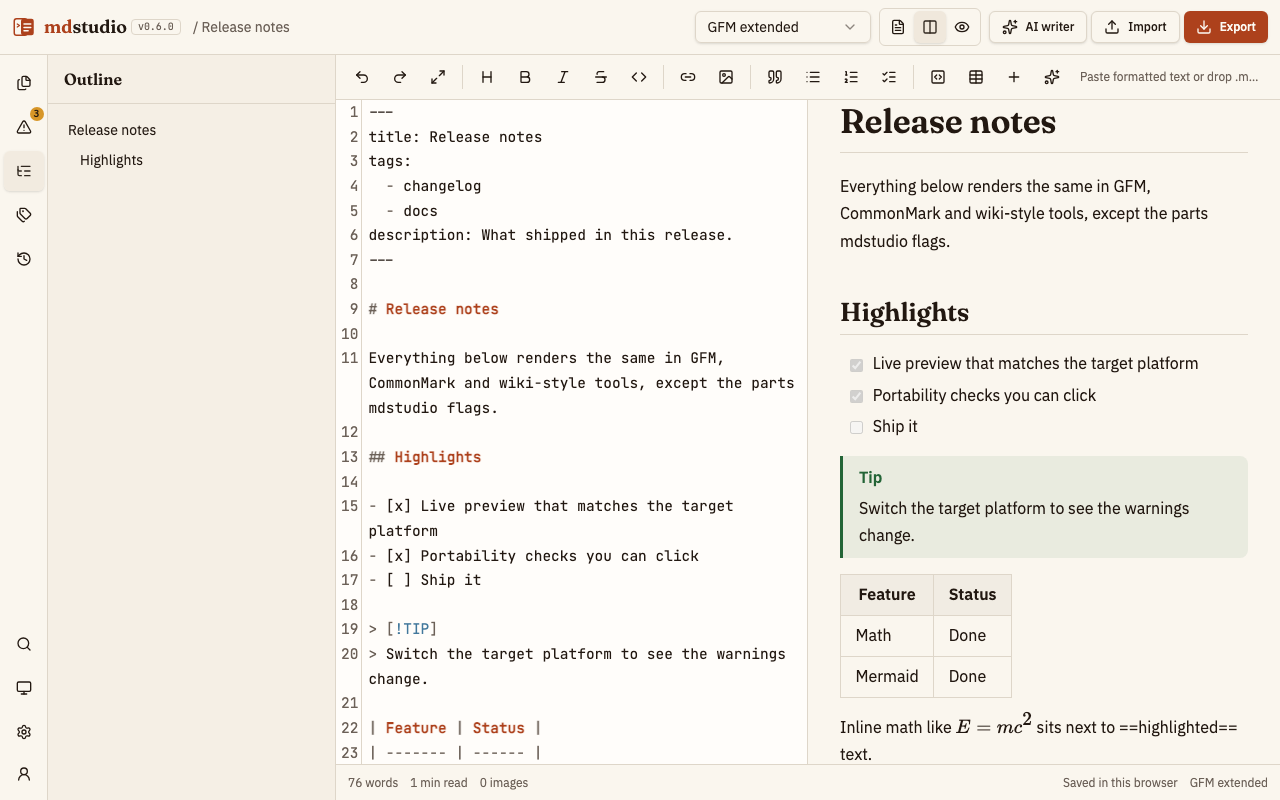 mdstudio v0.6.0 / Release notes
GFM extended
AI writer
Import
Export
3
Outline
Release notes
Highlights
Paste formatted text or drop .m...
1 ---
2 title: Release notes
3 tags:
4   - changelog
5   - docs
6 description: What shipped in this release.
7 ---
8
9 # Release notes
10
11 Everything below renders the same in GFM,
CommonMark and wiki-style tools, except the parts
mdstudio flags.
12
13 ## Highlights
14
15 - [x] Live preview that matches the target
platform
16 - [x] Portability checks you can click
17 - [ ] Ship it
18
19 > [!TIP]
20 > Switch the target platform to see the warnings
change.
21
22 | Feature | Status |
23 | ------- | ------ |
Release notes
Everything below renders the same in GFM,
CommonMark and wiki-style tools, except the parts
mdstudio flags.
Highlights
Live preview that matches the target platform
Portability checks you can click
Ship it
Tip
Switch the target platform to see the warnings
change.
Feature Status
Math Done
Mermaid Done
Inline math like E = mc² sits next to ==highlighted==
text.
76 words 1 min read 0 images
Saved in this browser GFM extended